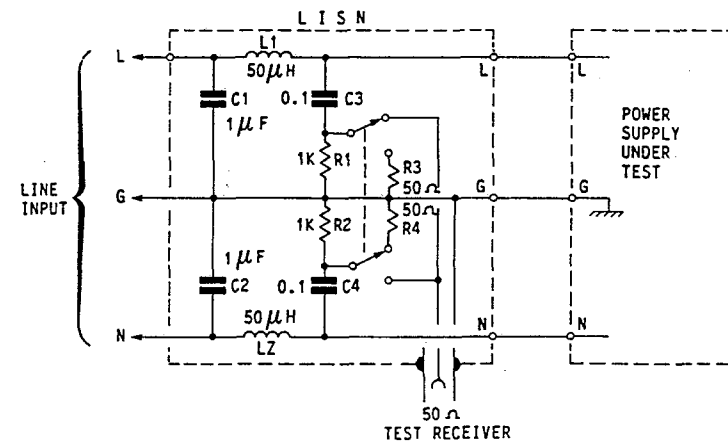 LISN
L
L1
50μH
L
L
C1
0.1
C3
1μF
1K
R1
R3
50Ω
POWER
SUPPLY
UNDER
TEST
LINE
INPUT
G
G
G
50Ω
1K
R2
R4
1μF
C2
0.1
C4
50μH
N
LZ
N
N
50Ω
TEST RECEIVER